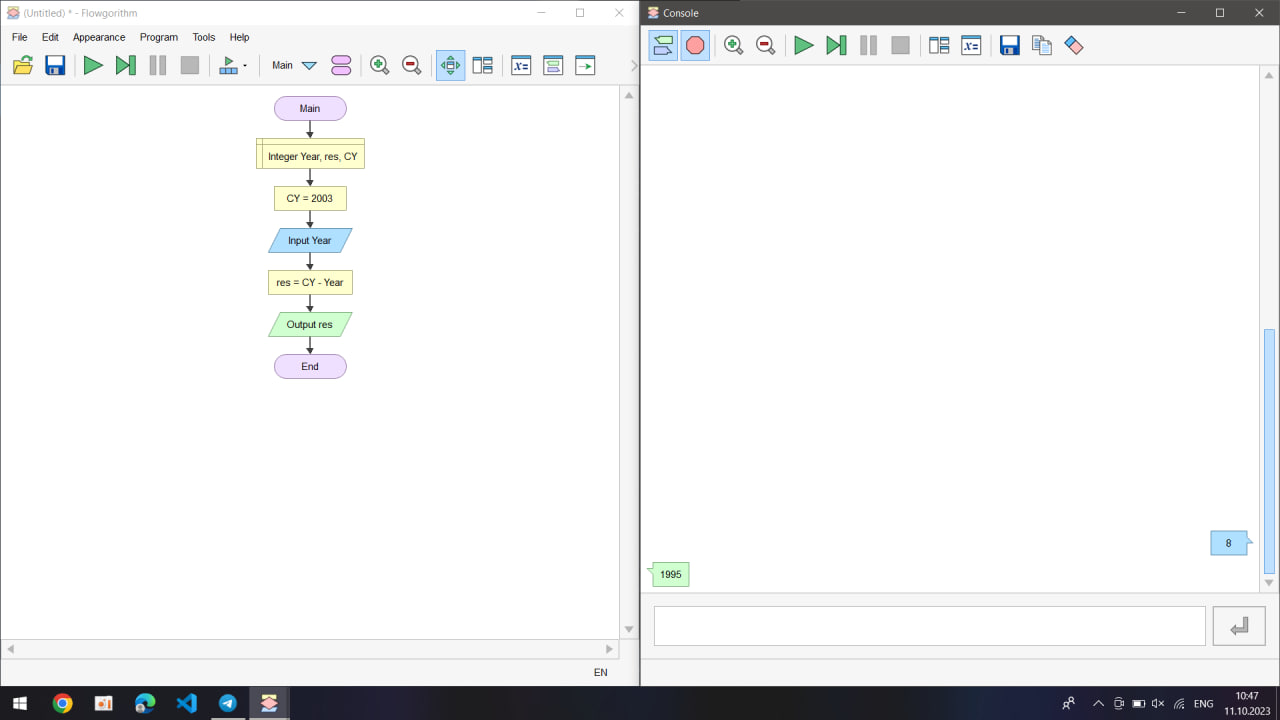 (Untitled) * - Flowgorithm
File Edit Appearance Program Tools Help
Main
Main
Integer Year, res, CY
CY = 2003
Input Year
res = CY - Year
Output res
End
EN
Console
x=
8
1995
ENG
10:47
11.10.2023